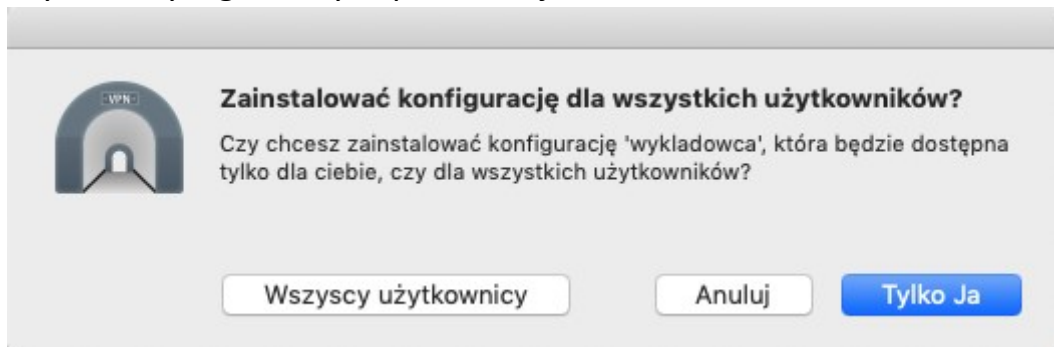 VPN
Zainstalować konfigurację dla wszystkich użytkowników?
Czy chcesz zainstalować konfigurację 'wykladowca', która będzie dostępna
tylko dla ciebie, czy dla wszystkich użytkowników?
Wszyscy użytkownicy Anuluj Tylko Ja